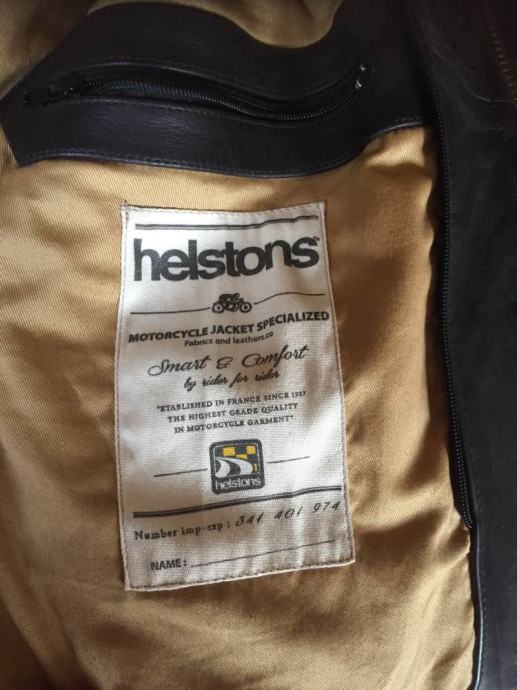 helstons
MOTORCYCLE JACKET SPECIALIZED
Fabrics and leathers.co
Smart & Comfort
by rider for rider
"ETABLISHED IN FRANCE SINCE 1987
THE HIGHEST GRADE QUALITY
IN MOTORCYCLE GARMENT"
helstons
Number imp-exp : 341 401 974
NAME :